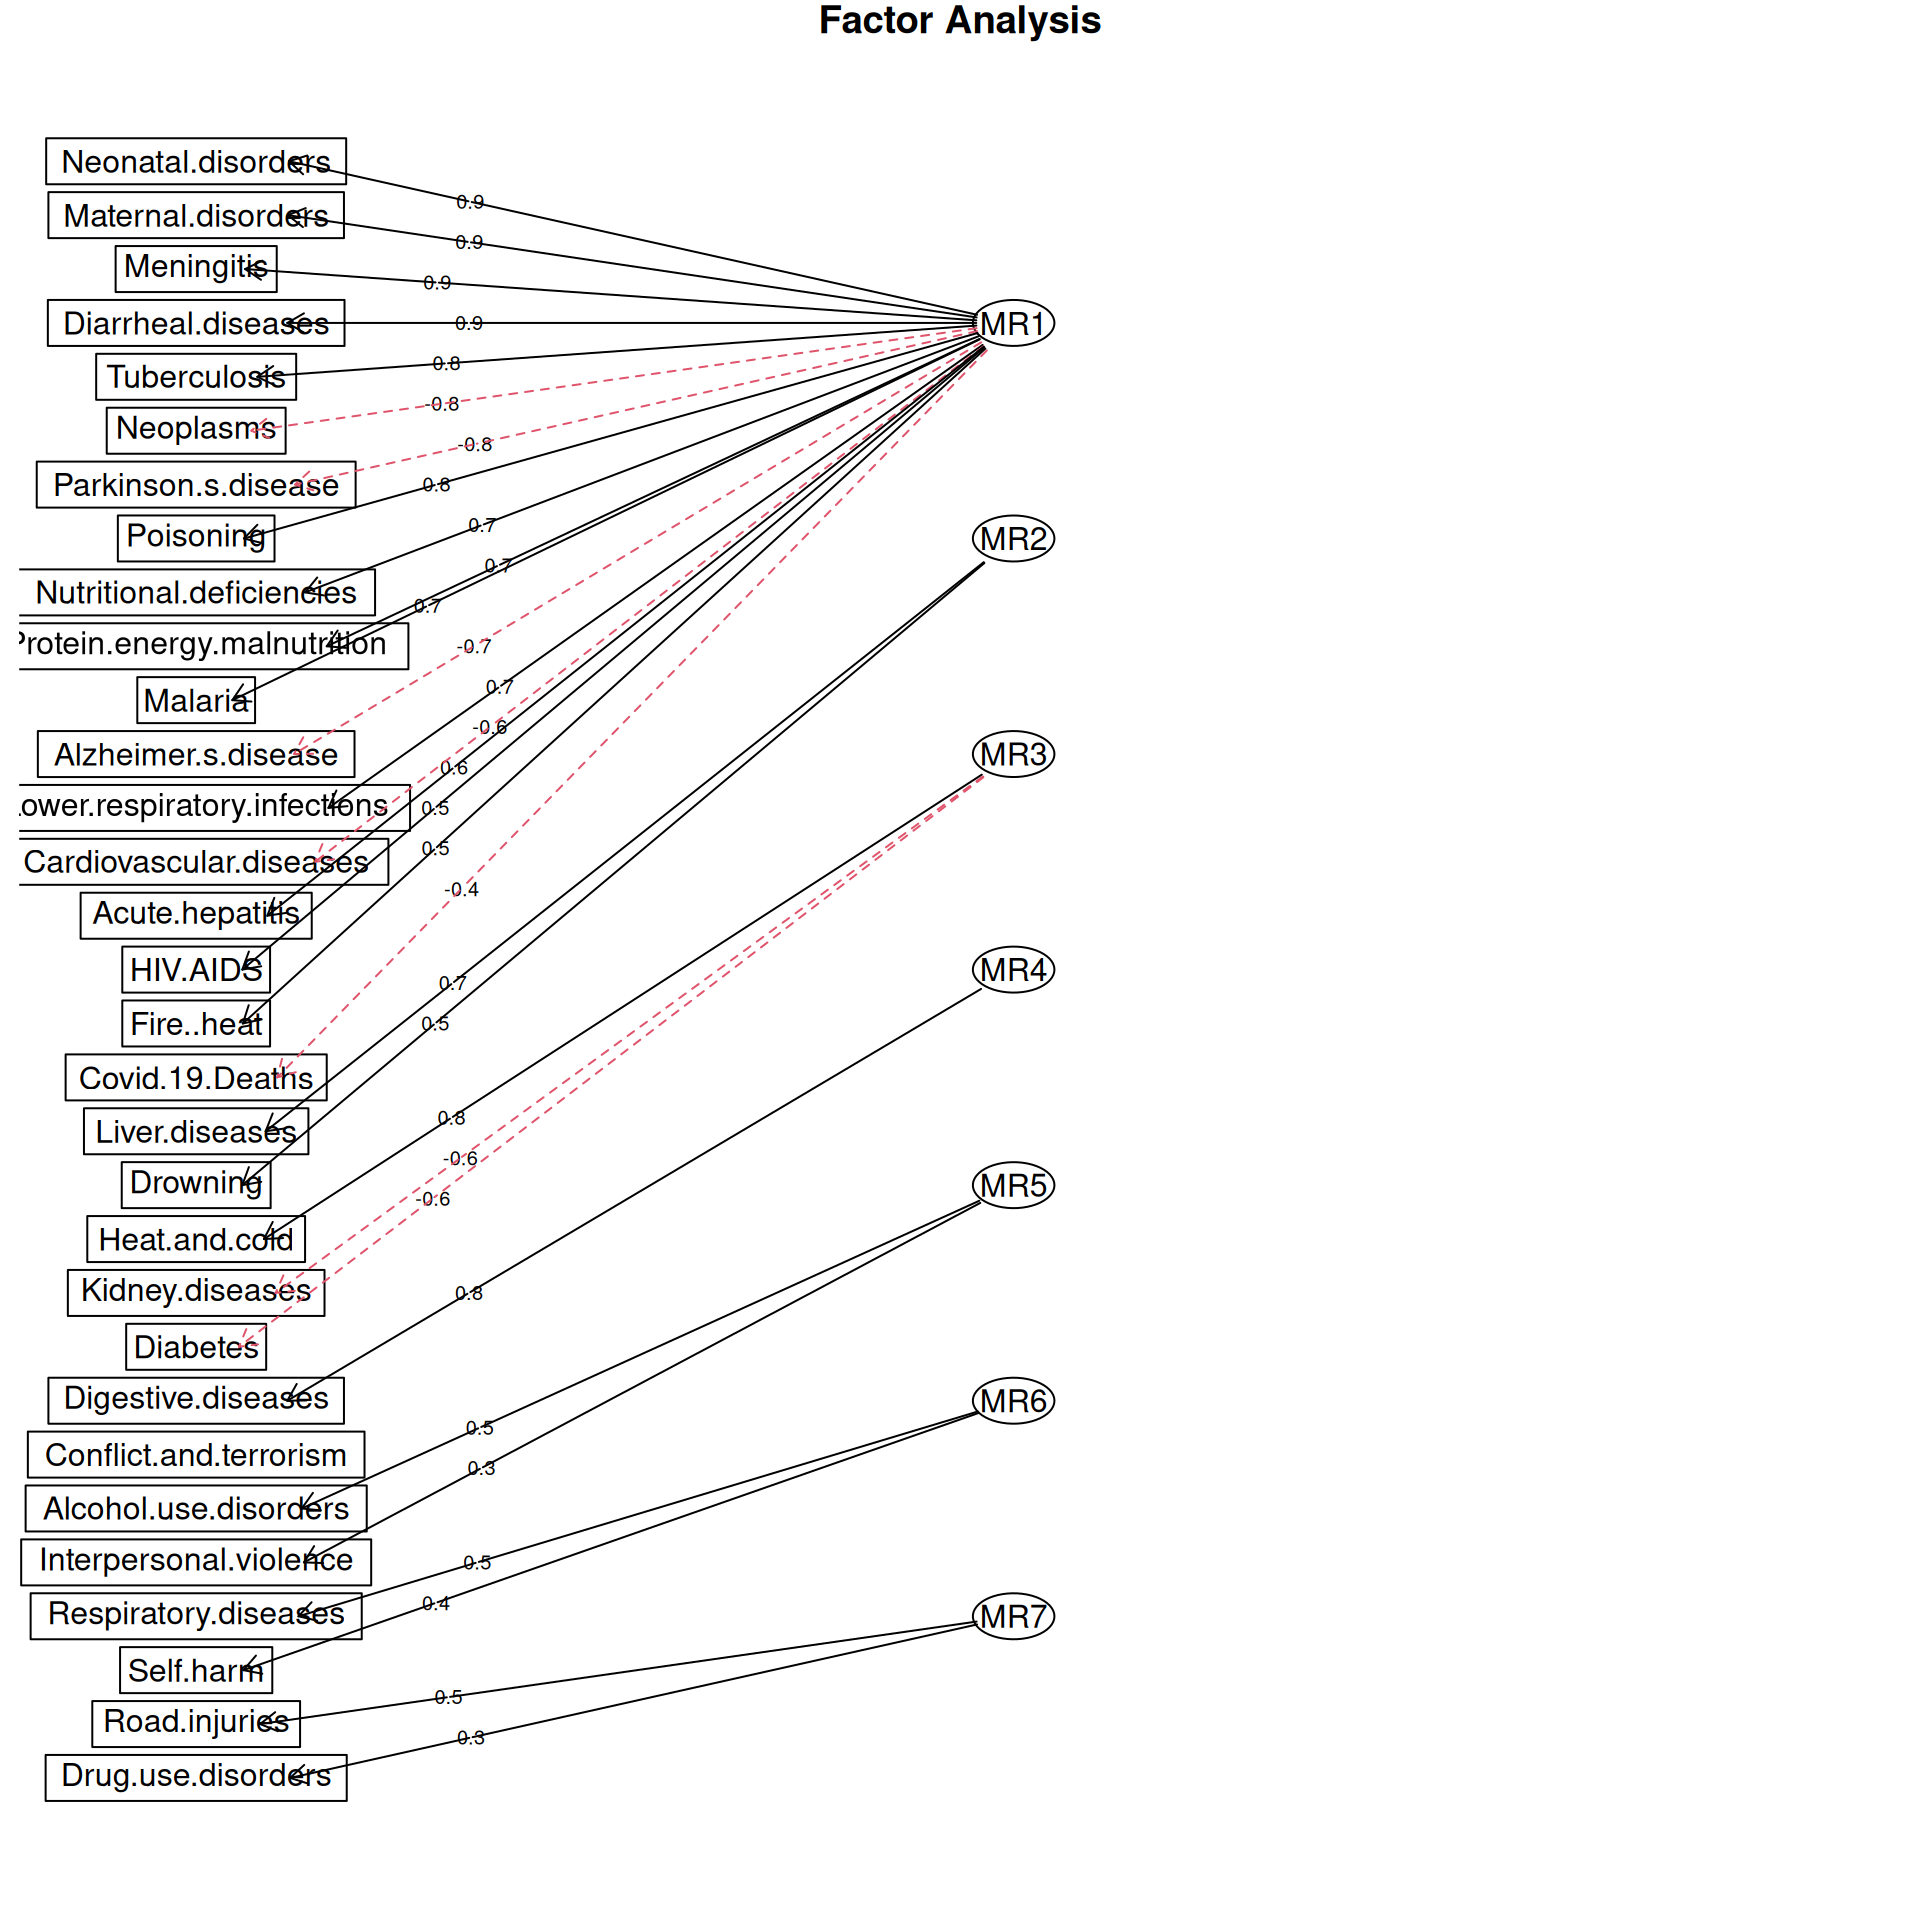 Factor Analysis
Neonatal.disorders
Maternal.disorders
Meningitis
Diarrheal.diseases
Tuberculosis
Neoplasms
Parkinson.s.disease
Poisoning
Nutritional.deficiencies
Protein.energy.malnutrition
Malaria
Alzheimer.s.disease
Lower.respiratory.infections
Cardiovascular.diseases
Acute.hepatitis
HIV.AIDS
Fire..heat
Covid.19.Deaths
Liver.diseases
Drowning
Heat.and.cold
Kidney.diseases
Diabetes
Digestive.diseases
Conflict.and.terrorism
Alcohol.use.disorders
Interpersonal.violence
Respiratory.diseases
Self.harm
Road.injuries
Drug.use.disorders
0.9
0.9
0.9
0.9
0.8
-0.8
-0.8
0.8
0.7
0.7
0.7
-0.7
0.7
-0.6
0.6
0.5
0.5
-0.4
0.7
0.5
0.8
-0.6
-0.6
0.8
0.5
0.3
0.5
0.4
0.5
0.3
MR1
MR2
MR3
MR4
MR5
MR6
MR7